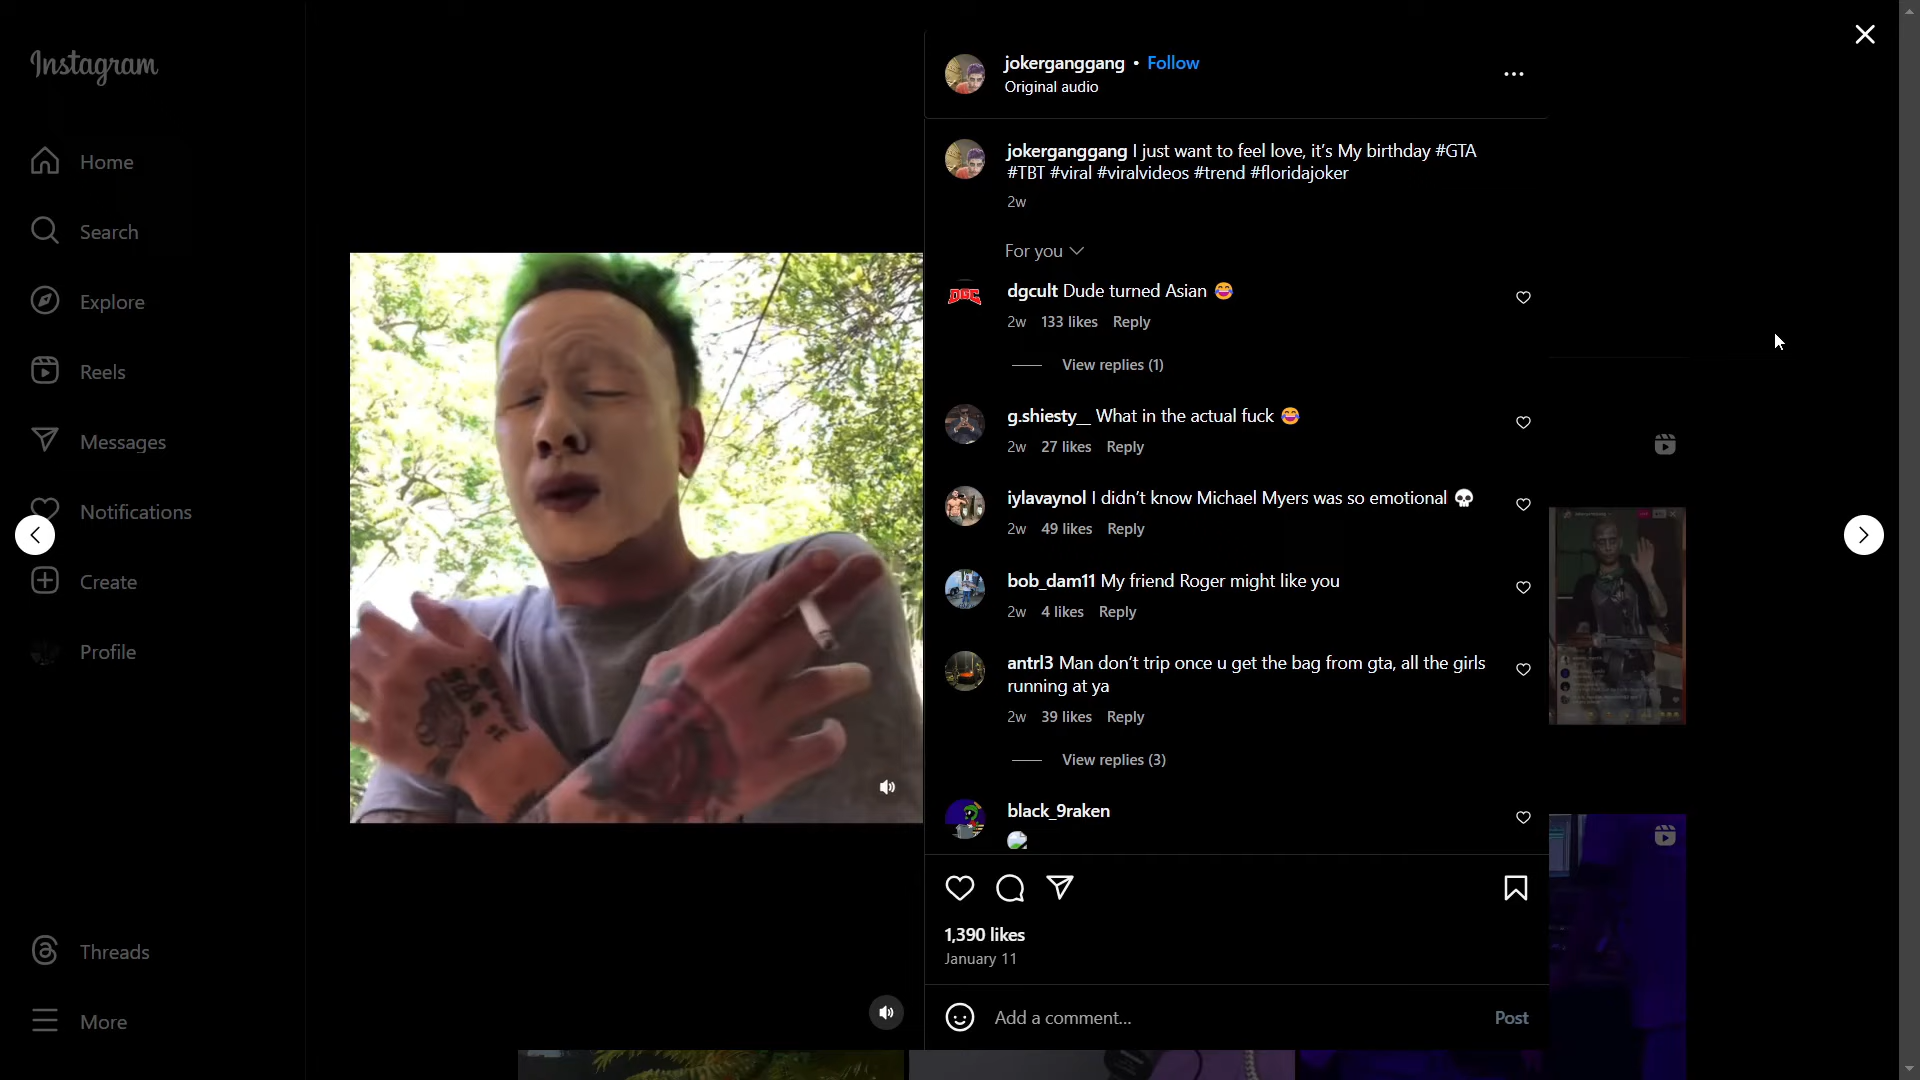 Instagram
Home
Search
Explore
Reels
Messages
Notifications
Create
Profile
Threads
More
jokerganggang • Follow
Original audio
jokerganggang I just want to feel love, it's My birthday #GTA
#TBT #viral #viralvideos #trend #floridajoker
2w
For you
DGC
dgcult Dude turned Asian 😂
2w 133 likes Reply
View replies (1)
g.shiesty__ What in the actual fuck 😂
2w 27 likes Reply
iylavaynol I didn't know Michael Myers was so emotional 💀
2w 49 likes Reply
bob_dam11 My friend Roger might like you
2w 4 likes Reply
antrl3 Man don't trip once u get the bag from gta, all the girls
running at ya
2w 39 likes Reply
View replies (3)
black_9raken
1,390 likes
January 11
Add a comment...
Post